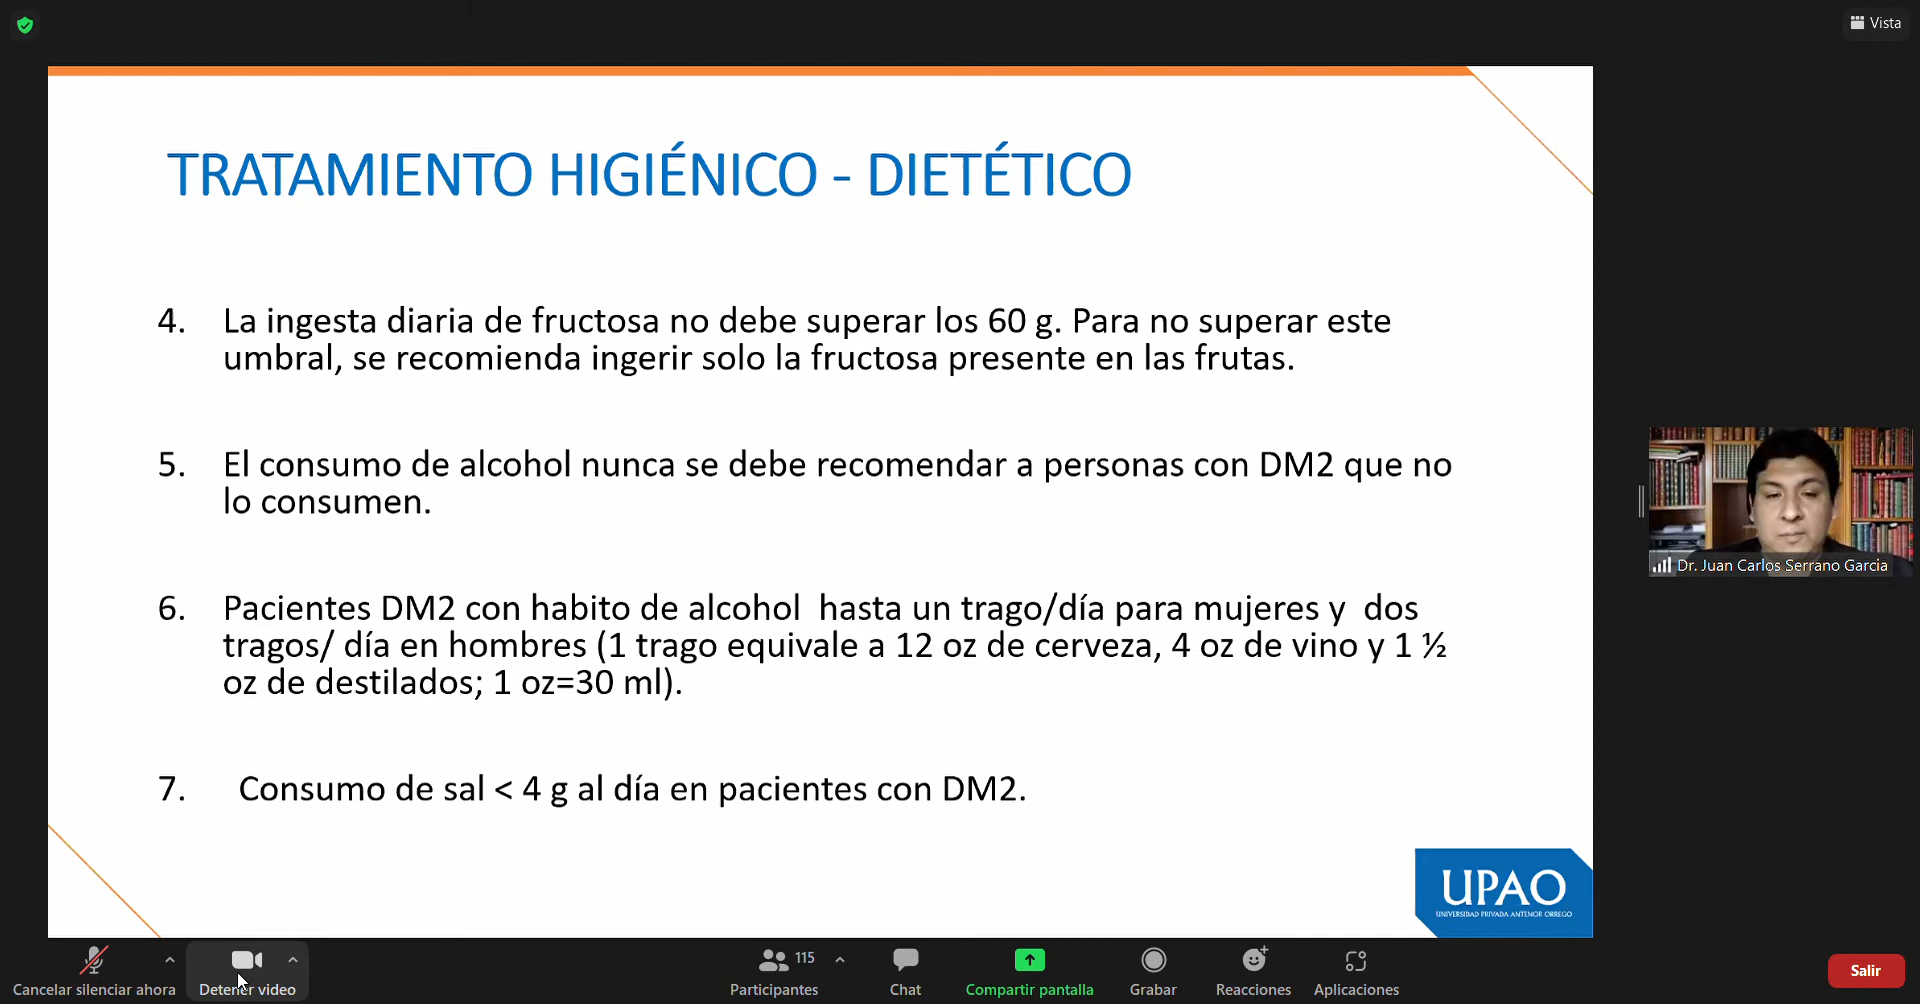 Vista
TRATAMIENTO HIGIÉNICO - DIETÉTICO
4. La ingesta diaria de fructosa no debe superar los 60 g. Para no superar este
umbral, se recomienda ingerir solo la fructosa presente en las frutas.
5. El consumo de alcohol nunca se debe recomendar a personas con DM2 que no
lo consumen.
6. Pacientes DM2 con habito de alcohol  hasta un trago/día para mujeres y  dos
tragos/ día en hombres (1 trago equivale a 12 oz de cerveza, 4 oz de vino y 1 ½
oz de destilados; 1 oz=30 ml).
7. Consumo de sal < 4 g al día en pacientes con DM2.
Dr. Juan Carlos Serrano Garcia
UPAO
UNIVERSIDAD PRIVADA ANTENOR ORREGO
Cancelar silenciar ahora
Detener video
115
Participantes
Chat
Compartir pantalla
Grabar
Reacciones
Aplicaciones
Salir